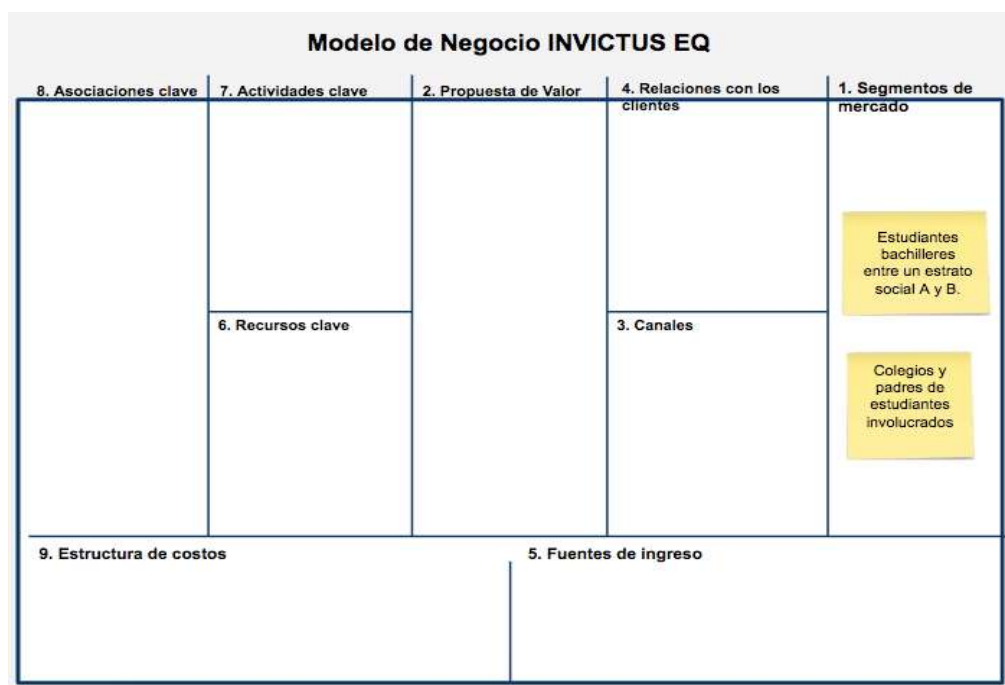 Modelo de Negocio INVICTUS EQ
8. Asociaciones clave
7. Actividades clave
2. Propuesta de Valor
4. Relaciones con los
clientes
1. Segmentos de
mercado
Estudiantes
bachilleres
entre un estrato
social A y B.
6. Recursos clave
3. Canales
Colegios y
padres de
estudiantes
involucrados
9. Estructura de costos
5. Fuentes de ingreso